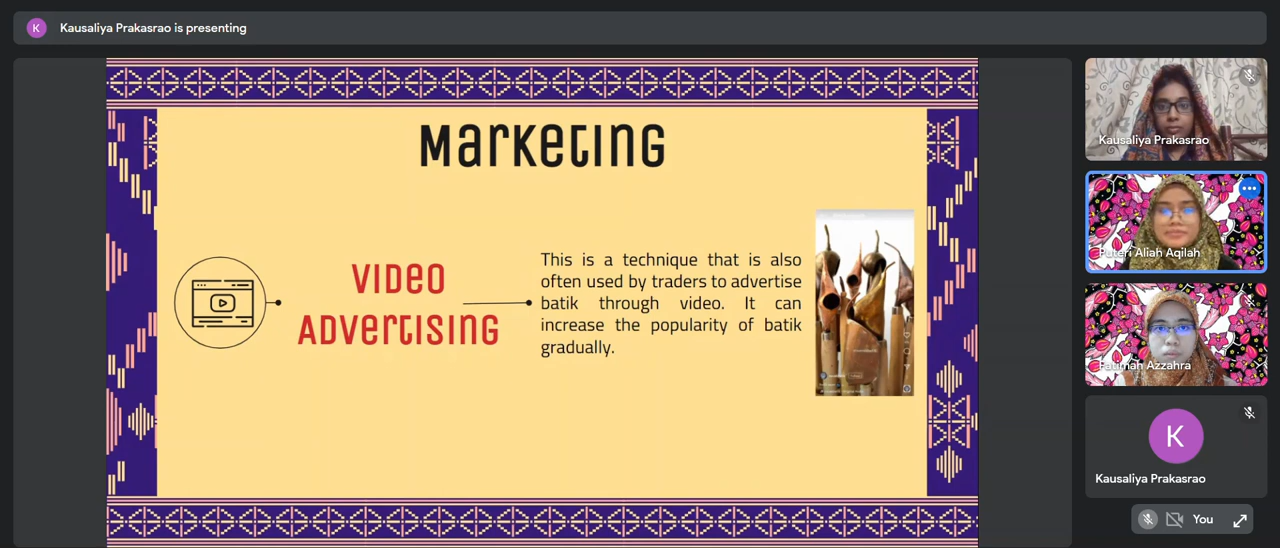 K
Kausaliya Prakasrao is presenting
Marketing
Video
Advertising
This is a technique that is also
often used by traders to advertise
batik through video. It can
increase the popularity of batik
gradually.
Kausaliya Prakasrao
Puteri Aliah Aqilah
Fatimah Azzahra
K
Kausaliya Prakasrao
You